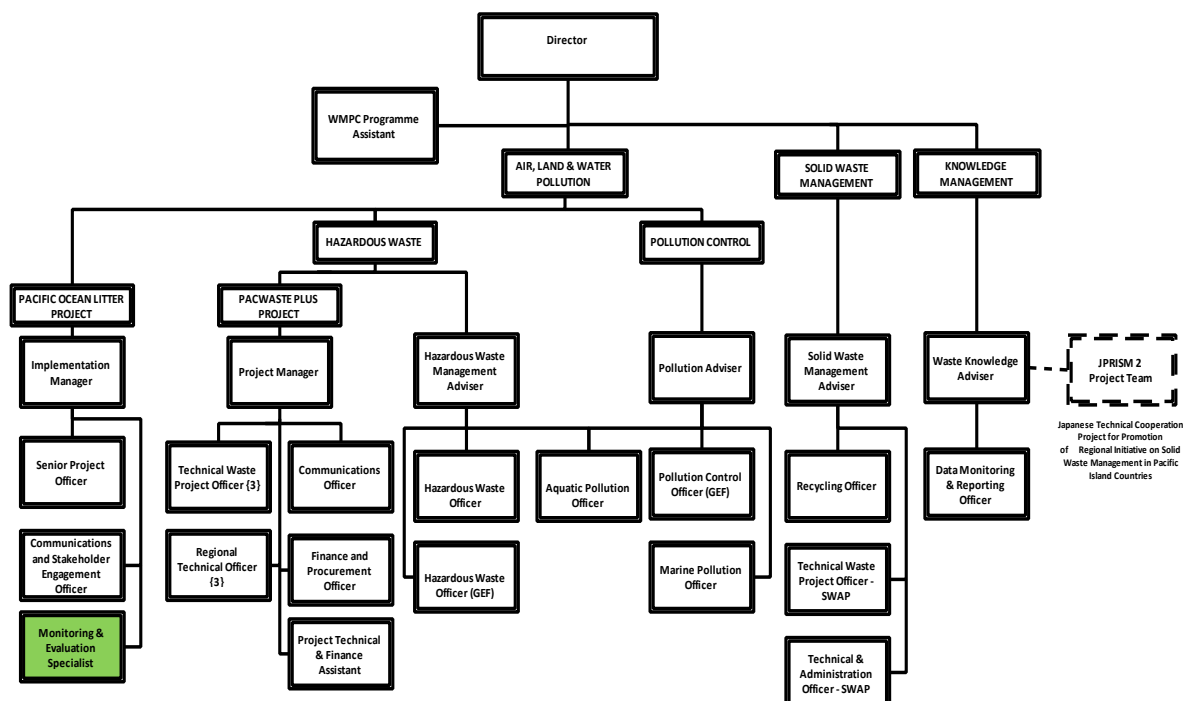 Director
WMPC Programme
Assistant
AIR, LAND & WATER
POLLUTION
SOLID WASTE
MANAGEMENT
KNOWLEDGE
MANAGEMENT
HAZARDOUS WASTE
POLLUTION CONTROL
PACIFIC OCEAN LITTER
PROJECT
PACWASTE PLUS
PROJECT
Implementation
Manager
Project Manager
Hazardous Waste
Management
Adviser
Pollution Adviser
Solid Waste
Management
Adviser
Waste Knowledge
Adviser
JPRISM 2
Project Team
Japanese Technical Cooperation
Project for Promotion
of Regional Initiative on Solid
Waste Management in Pacific
Island Countries
Senior Project
Officer
Technical Waste
Project Officer {3}
Communications
Officer
Hazardous Waste
Officer
Aquatic Pollution
Officer
Pollution Control
Officer (GEF)
Recycling Officer
Data Monitoring
& Reporting
Officer
Communications
and Stakeholder
Engagement
Officer
Regional
Technical Officer
{3}
Finance and
Procurement
Officer
Hazardous Waste
Officer (GEF)
Marine Pollution
Officer
Technical Waste
Project Officer -
SWAP
Monitoring &
Evaluation
Specialist
Project Technical
& Finance
Assistant
Technical &
Administration
Officer - SWAP